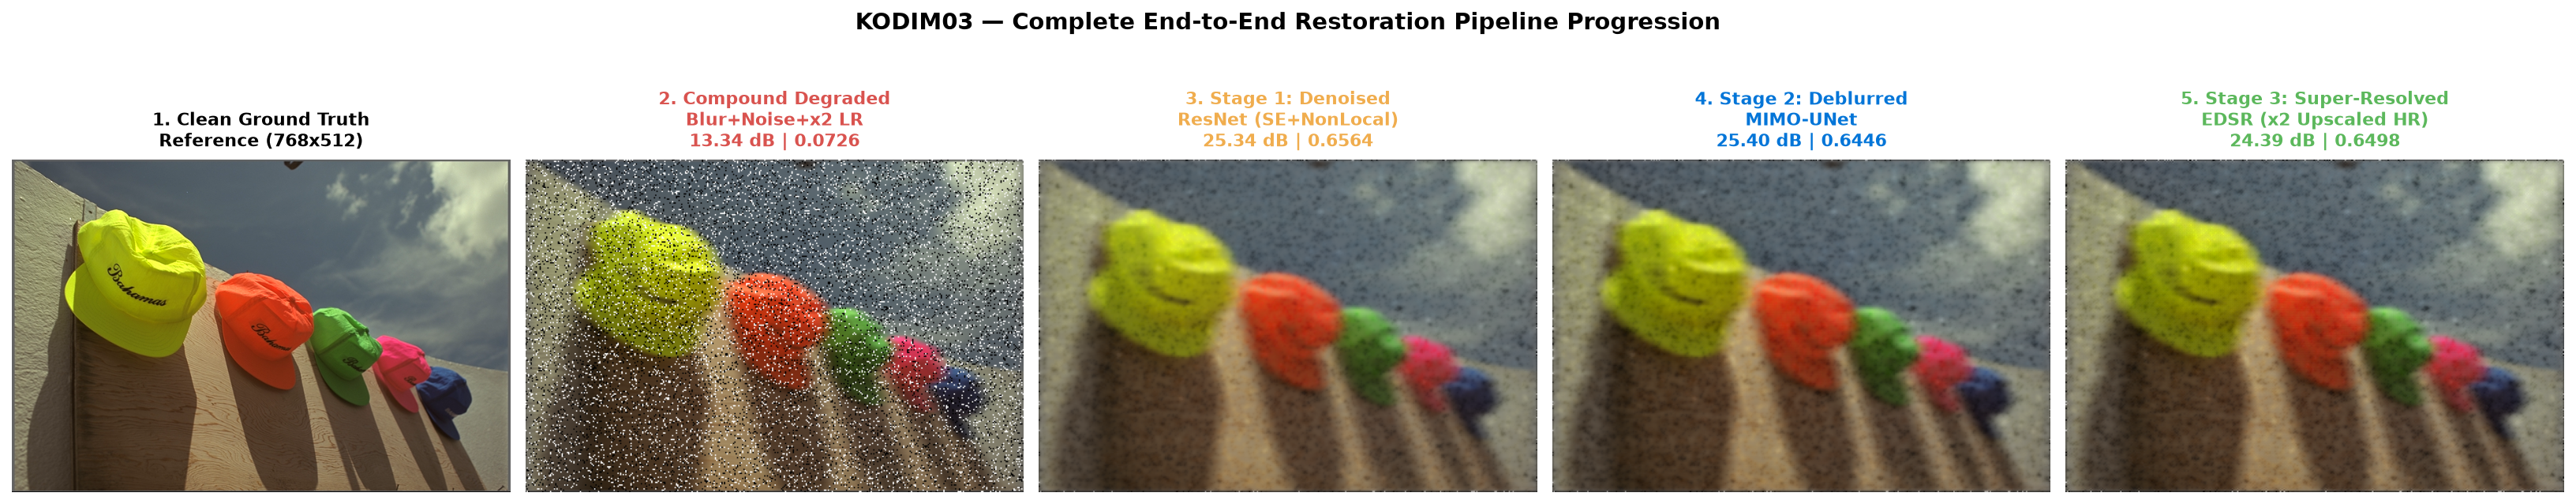 KODIM03 — Complete End-to-End Restoration Pipeline Progression
1. Clean Ground Truth
Reference (768x512)
2. Compound Degraded
Blur+Noise+x2 LR
13.34 dB | 0.0726
3. Stage 1: Denoised
ResNet (SE+NonLocal)
25.34 dB | 0.6564
4. Stage 2: Deblurred
MIMO-UNet
25.40 dB | 0.6446
5. Stage 3: Super-Resolved
EDSR (x2 Upscaled HR)
24.39 dB | 0.6498
Bahamas
Bahamas